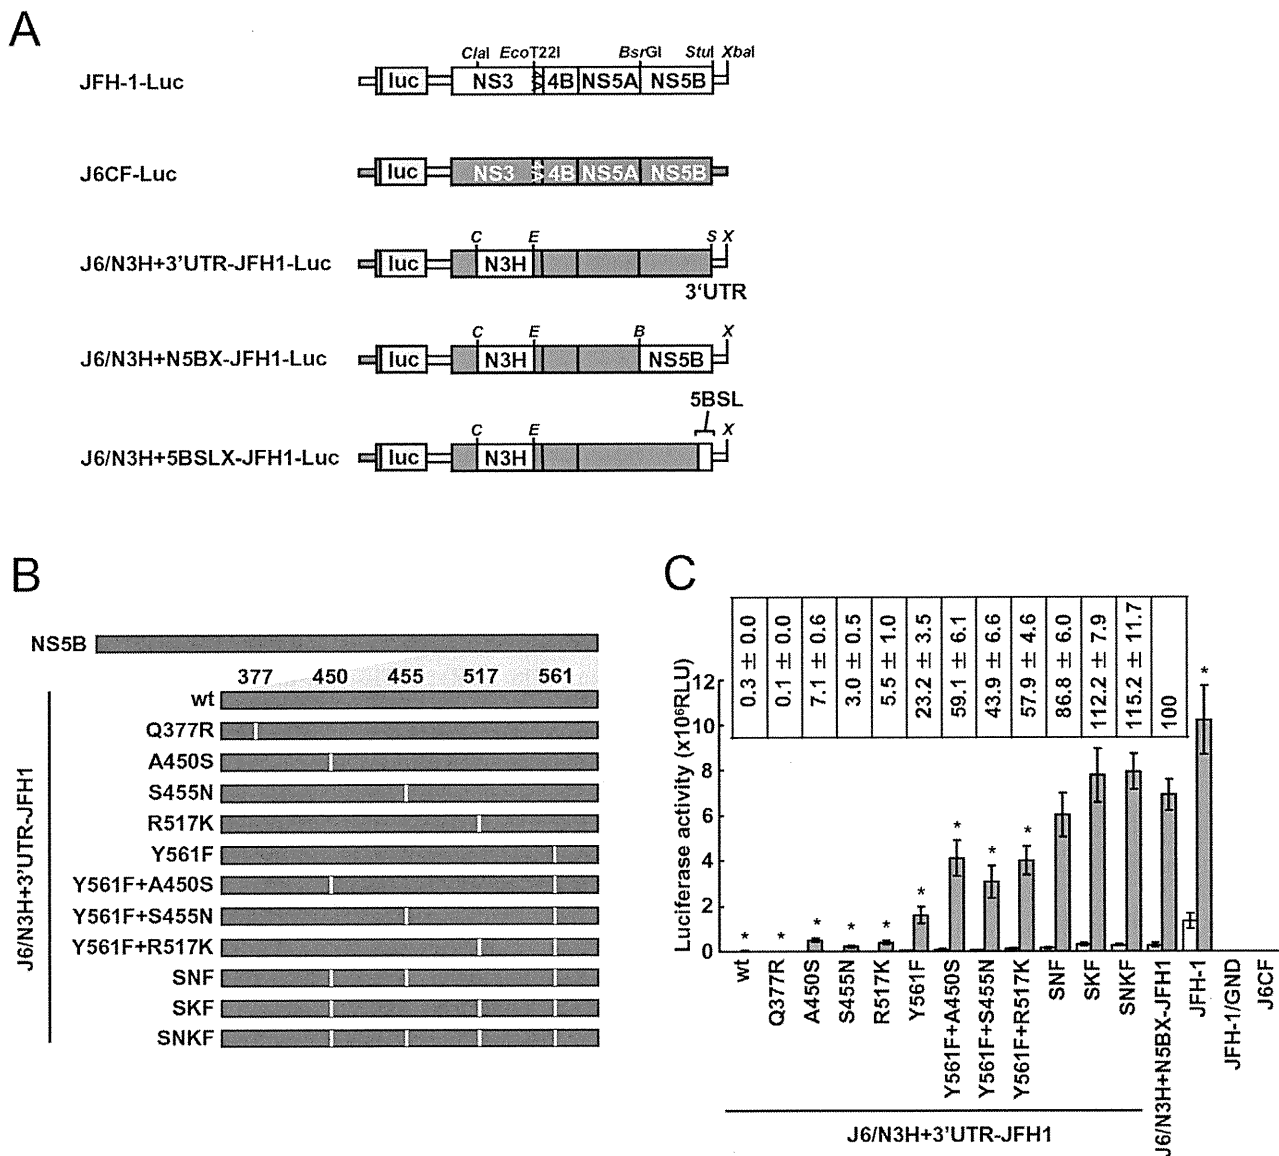 A
ClaI EcoT22I BsrGI StuI XbaI
JFH-1-Luc luc NS3 4A 4B NS5A NS5B
J6CF-Luc luc NS3 4A 4B NS5A NS5B
C E S X
J6/N3H+3'UTR-JFH1-Luc luc N3H
3'UTR
C E B X
J6/N3H+N5BX-JFH1-Luc luc N3H NS5B
5BSL
C E X
J6/N3H+5BSLX-JFH1-Luc luc N3H
B
NS5B
377 450 455 517 561
wt
Q377R
A450S
S455N
R517K
Y561F
Y561F+A450S
Y561F+S455N
Y561F+R517K
SNF
SKF
SNKF
J6/N3H+3'UTR-JFH1
C
0.3 ± 0.0
0.1 ± 0.0
7.1 ± 0.6
3.0 ± 0.5
5.5 ± 1.0
23.2 ± 3.5
59.1 ± 6.1
43.9 ± 6.6
57.9 ± 4.6
86.8 ± 6.0
112.2 ± 7.9
115.2 ± 11.7
100
Luciferase activity (x10⁶RLU)
12
10
8
6
4
2
0
* * * * * * * * * *
wt
Q377R
A450S
S455N
R517K
Y561F
Y561F+A450S
Y561F+S455N
Y561F+R517K
SNF
SKF
SNKF
J6/N3H+N5BX-JFH1
JFH-1
JFH-1/GND
J6CF
J6/N3H+3'UTR-JFH1